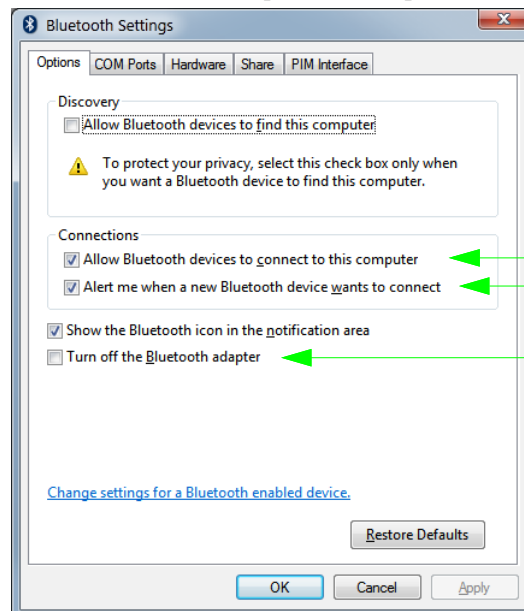 Bluetooth Settings
Options COM Ports Hardware Share PIM Interface
Discovery
Allow Bluetooth devices to find this computer
To protect your privacy, select this check box only when
you want a Bluetooth device to find this computer.
Connections
Allow Bluetooth devices to connect to this computer
Alert me when a new Bluetooth device wants to connect
Show the Bluetooth icon in the notification area
Turn off the Bluetooth adapter
Change settings for a Bluetooth enabled device.
Restore Defaults
OK Cancel Apply